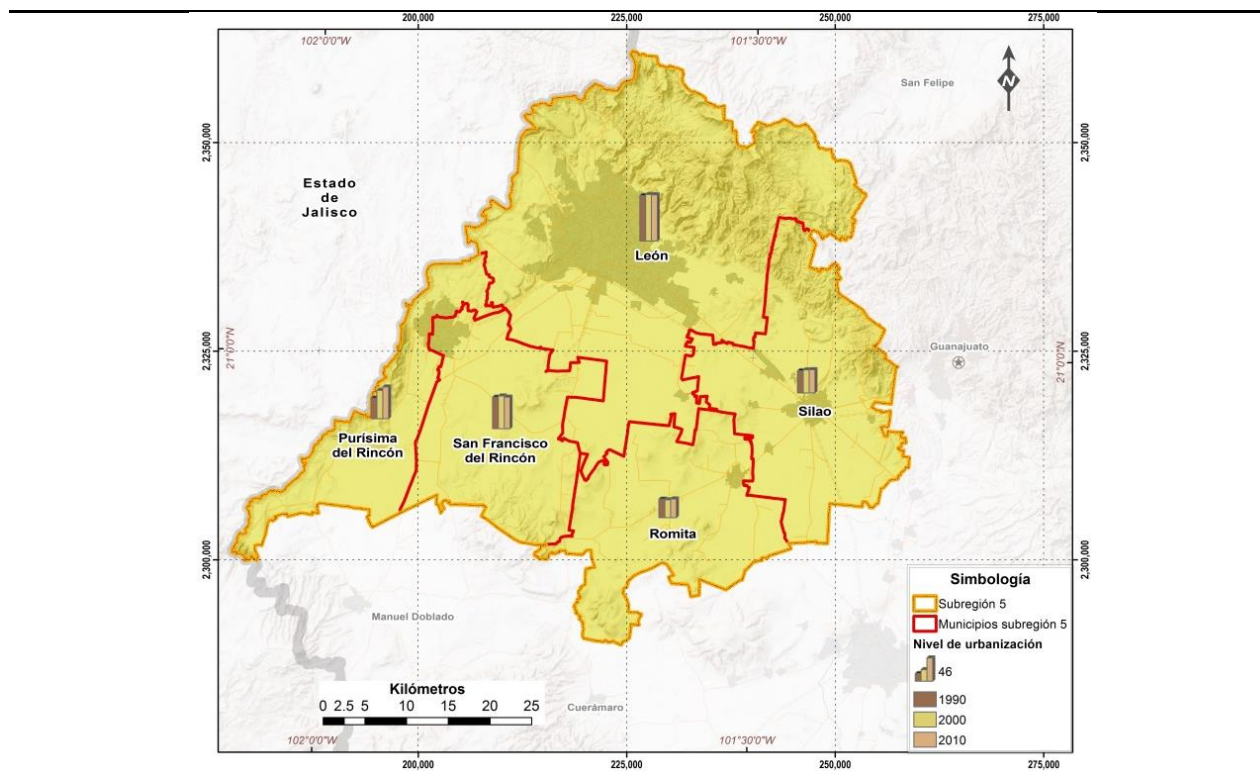 200,000
225,000
250,000
275,000
102°0'0"W
101°30'0"W
N
San Felipe
2,350,000
2,350,000
Estado
de
Jalisco
León
2,325,000
21°0'0"N
Guanajuato
2,325,000
21°0'0"N
Silao
Purísima
del Rincón
San Francisco
del Rincón
Romita
2,300,000
2,300,000
Manuel Doblado
Cuerámaro
Kilómetros
0 2.5 5 10 15 20 25
Simbología
Subregión 5
Municipios subregión 5
Nivel de urbanización
46
1990
2000
2010
102°0'0"W
101°30'0"W
200,000
225,000
250,000
275,000